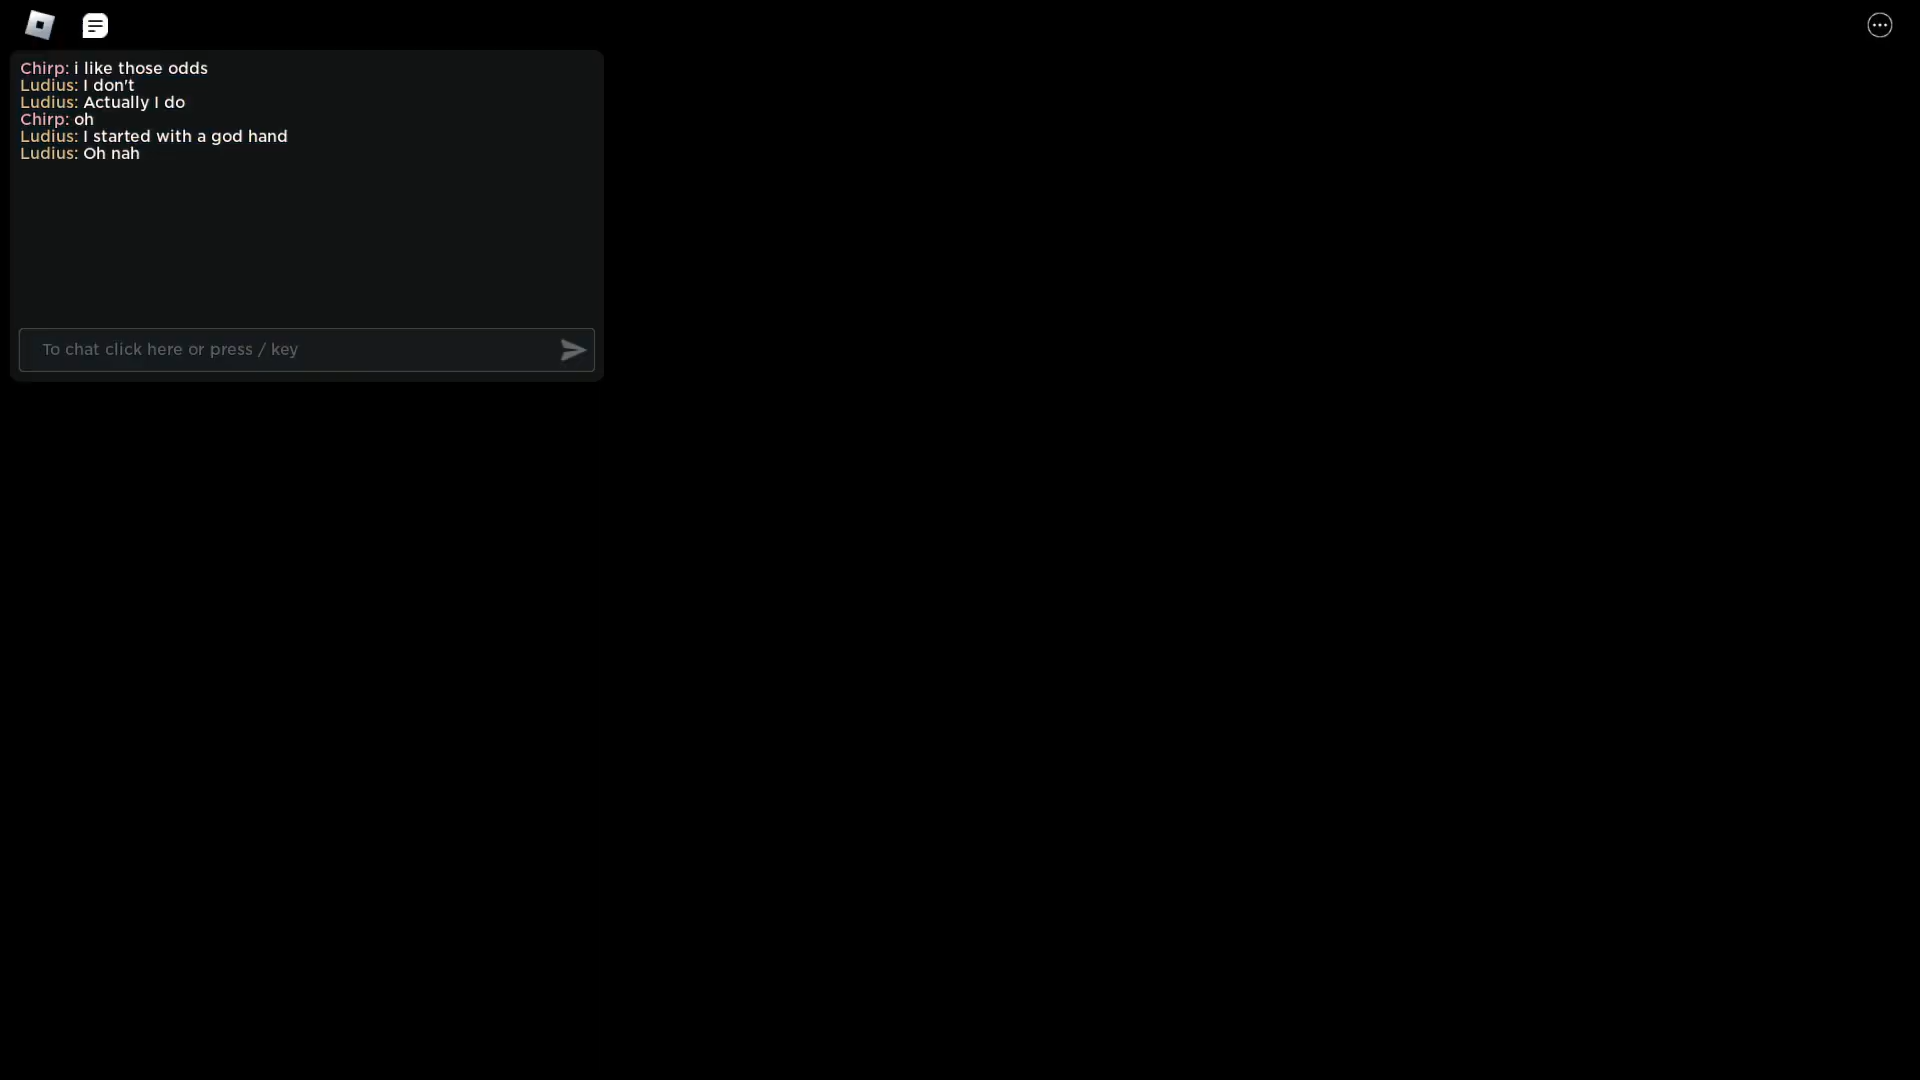 Chirp: i like those odds
Ludius: I don't
Ludius: Actually I do
Chirp: oh
Ludius: I started with a god hand
Ludius: Oh nah
To chat click here or press / key